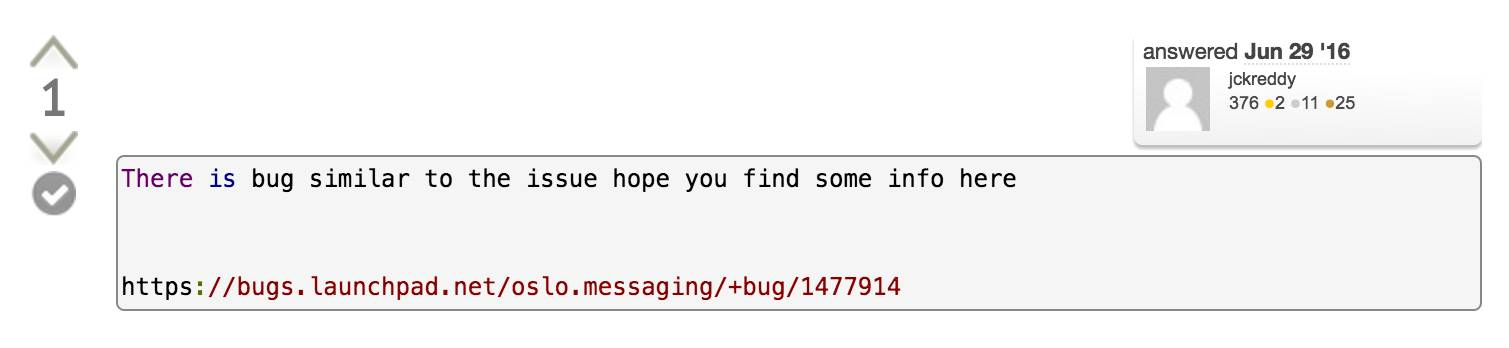 1
answered Jun 29 '16
jckreddy
376 ●2 ●11 ●25
There is bug similar to the issue hope you find some info here
https://bugs.launchpad.net/oslo.messaging/+bug/1477914